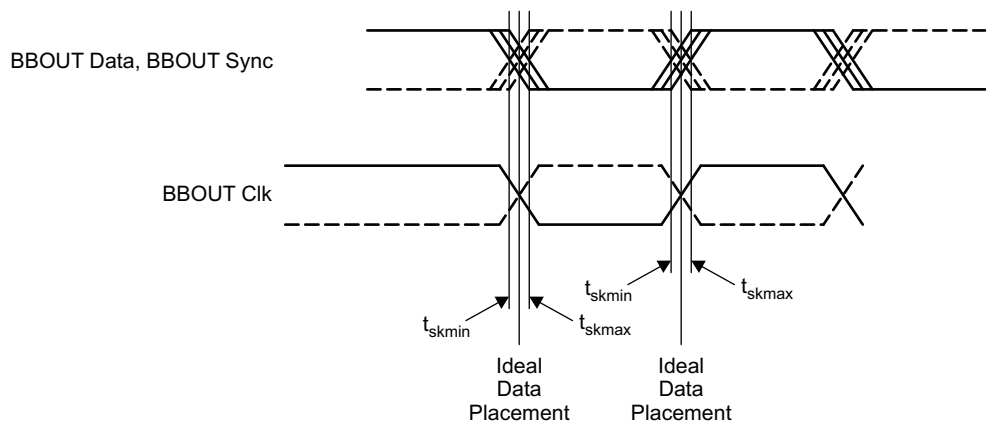 BBOUT Data, BBOUT Sync
BBOUT Clk
tskmin
tskmax
tskmin
tskmax
Ideal
Data
Placement
Ideal
Data
Placement